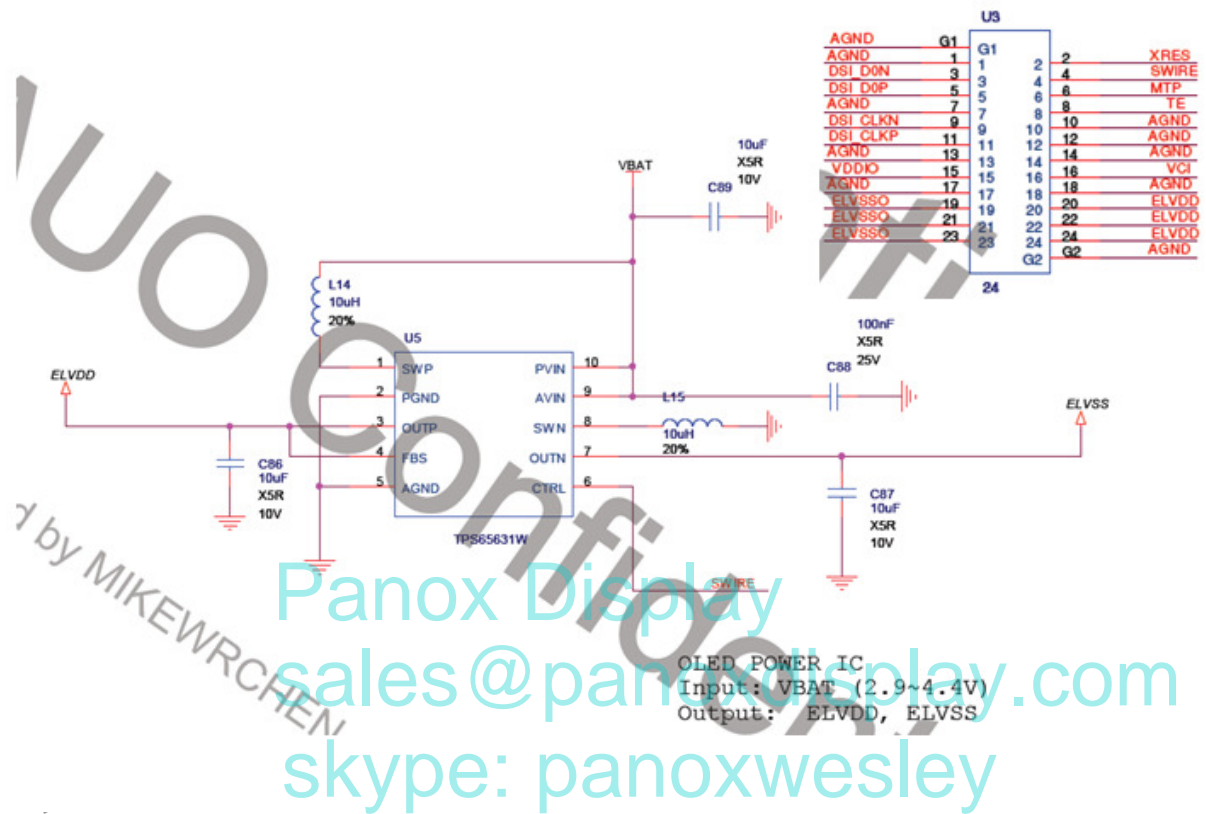 U3
AGND G1 G1
AGND 1 1 2 2 XRES
DSI_D0N 3 3 4 4 SWIRE
DSI_D0P 5 5 6 6 MTP
AGND 7 7 8 8 TE
DSI_CLKN 9 9 10 10 AGND
DSI_CLKP 11 11 12 12 AGND
AGND 13 13 14 14 AGND
VDDIO 15 15 16 16 VCI
AGND 17 17 18 18 AGND
ELVSSO 19 19 20 20 ELVDD
ELVSSO 21 21 22 22 ELVDD
ELVSSO 23 23 24 24 ELVDD
G2 G2 AGND
24
VBAT
10uF
X5R
10V
C89
L14
10uH
20%
U5
100nF
X5R
25V
C88
ELVDD
1 SWP PVIN 10
2 PGND AVIN 9
3 OUTP SWN 8
4 FBS OUTN 7
5 AGND CTRL 6
TPS65631W
L15
10uH
20%
ELVSS
C86
10uF
X5R
10V
C87
10uF
X5R
10V
SWIRE
OLED POWER IC
Input: VBAT (2.9~4.4V)
Output: ELVDD, ELVSS
UO Confidenti
d by MIKEWRCHEN
Panox Display
sales@panoxdisplay.com
skype: panoxwesley